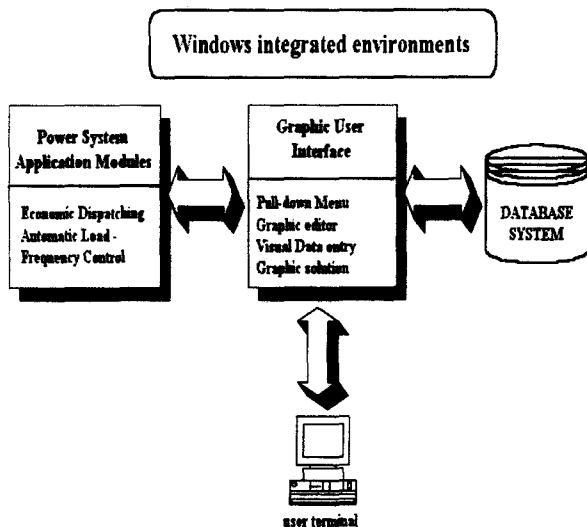 Windows integrated environments
Power System
Application Modules
Economic Dispatching
Automatic Load -
Frequency Control
Graphic User
Interface
Pull-down Menu
Graphic editor
Visual Data entry
Graphic solution
DATABASE
SYSTEM
user terminal